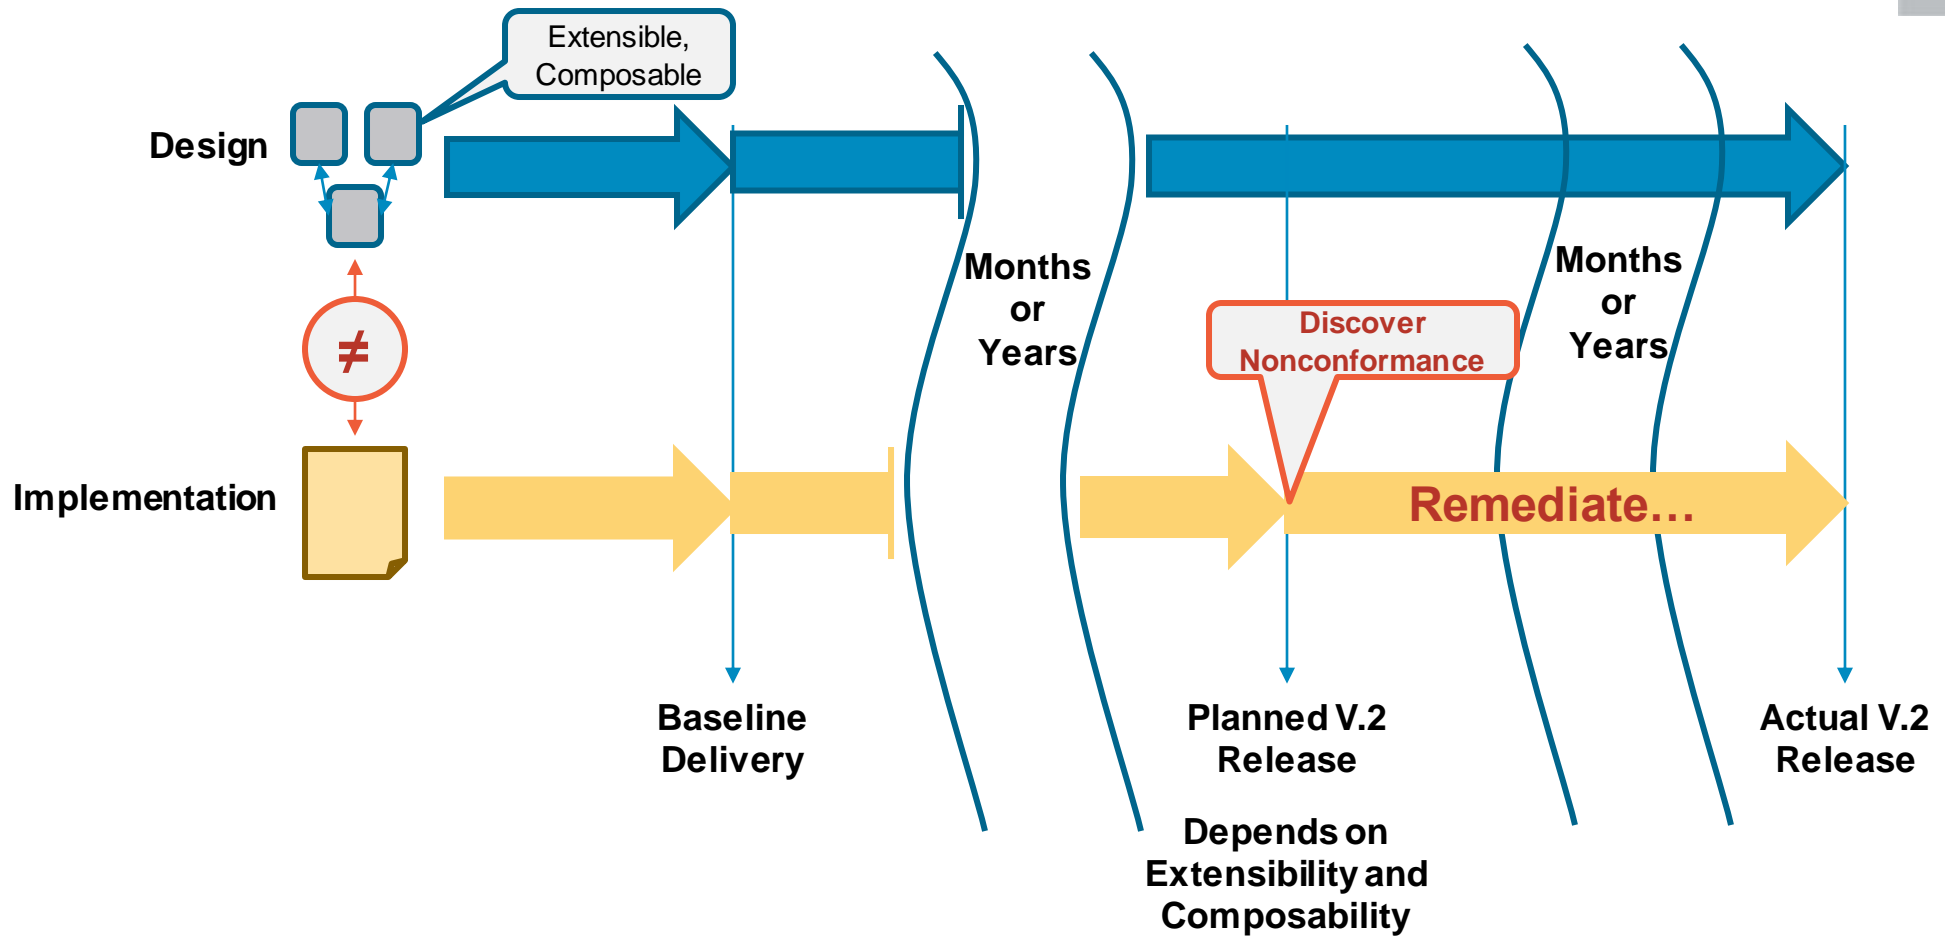 Extensible,
Composable
Design
Months
or
Years
Months
or
Years
Discover
Nonconformance
≠
Implementation
Remediate...
Baseline
Delivery
Planned V.2
Release
Actual V.2
Release
Depends on
Extensibility and
Composability